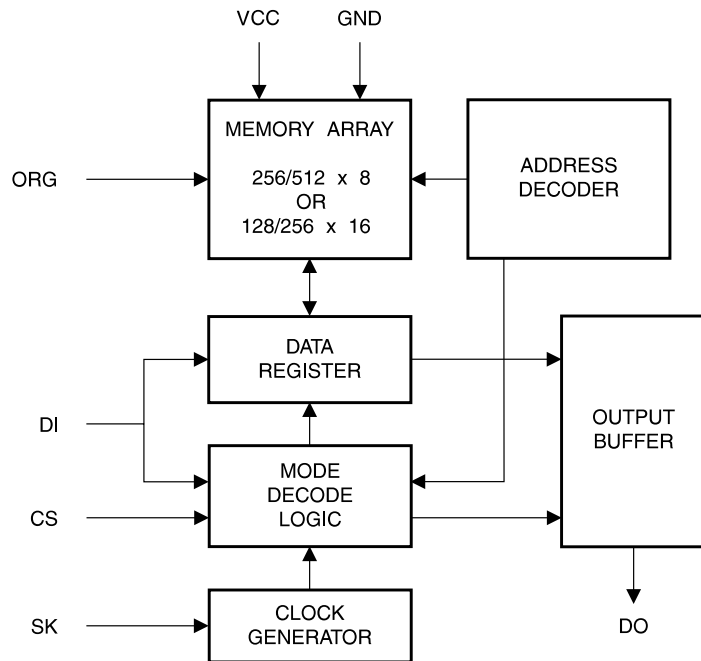 VCC
GND
MEMORY ARRAY
256/512 x 8
OR
128/256 x 16
ADDRESS
DECODER
ORG
DATA
REGISTER
OUTPUT
BUFFER
DI
MODE
DECODE
LOGIC
CS
CLOCK
GENERATOR
SK
DO